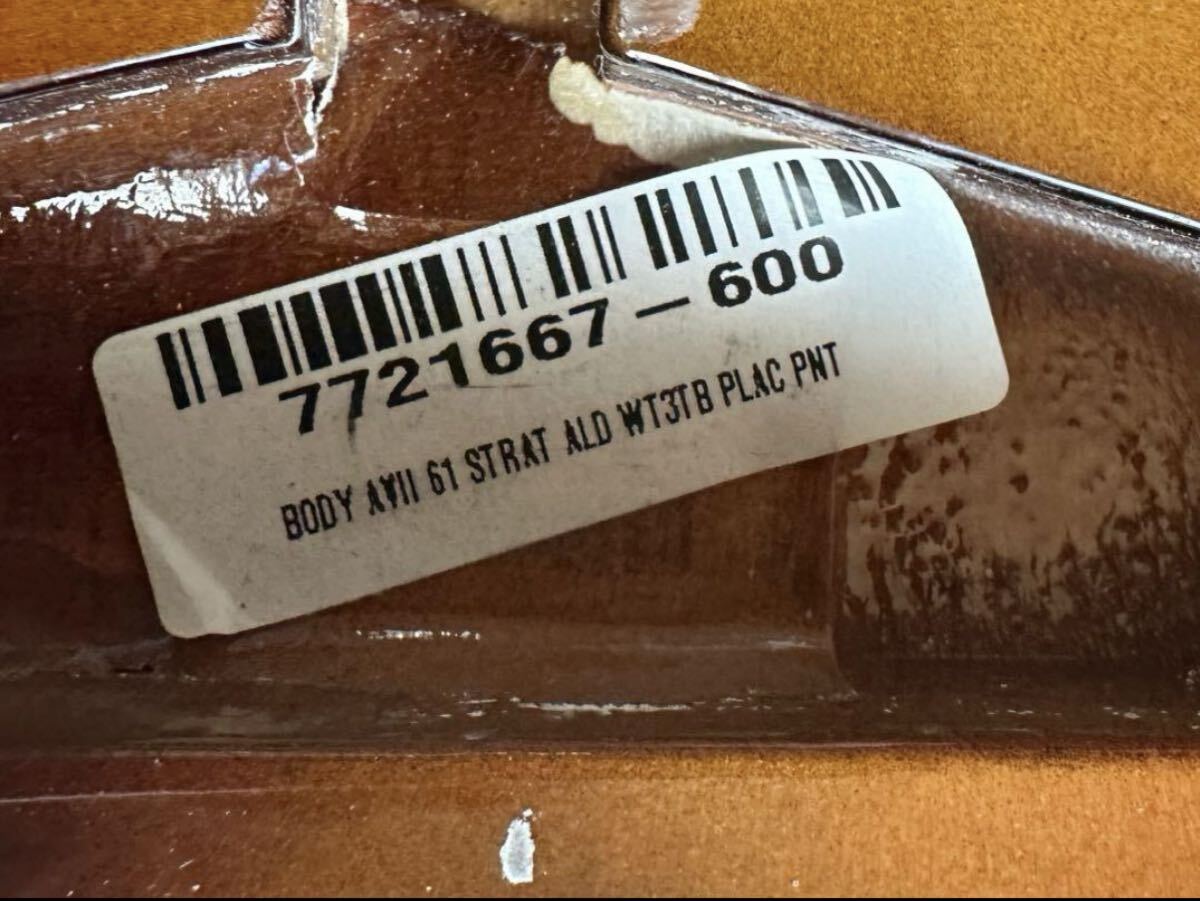 7721667-600
BODY AVII 61 STRAT ALD WT3TB PLAC PNT